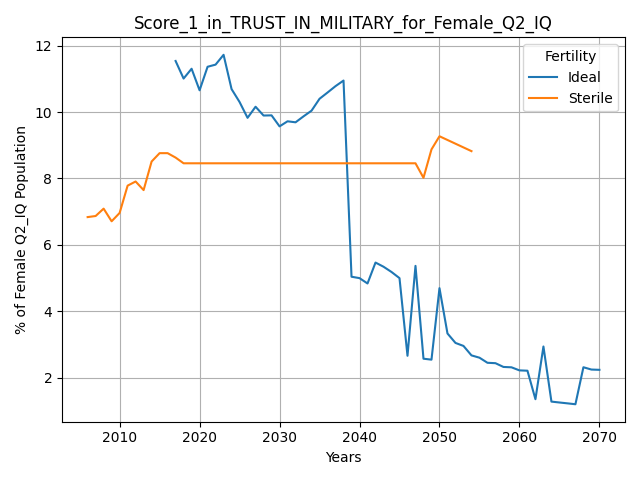 Score_1_in_TRUST_IN_MILITARY_for_Female_Q2_IQ
% of Female Q2_IQ Population
12
10
8
6
4
2
Fertility
Ideal
Sterile
2010 2020 2030 2040 2050 2060 2070
Years